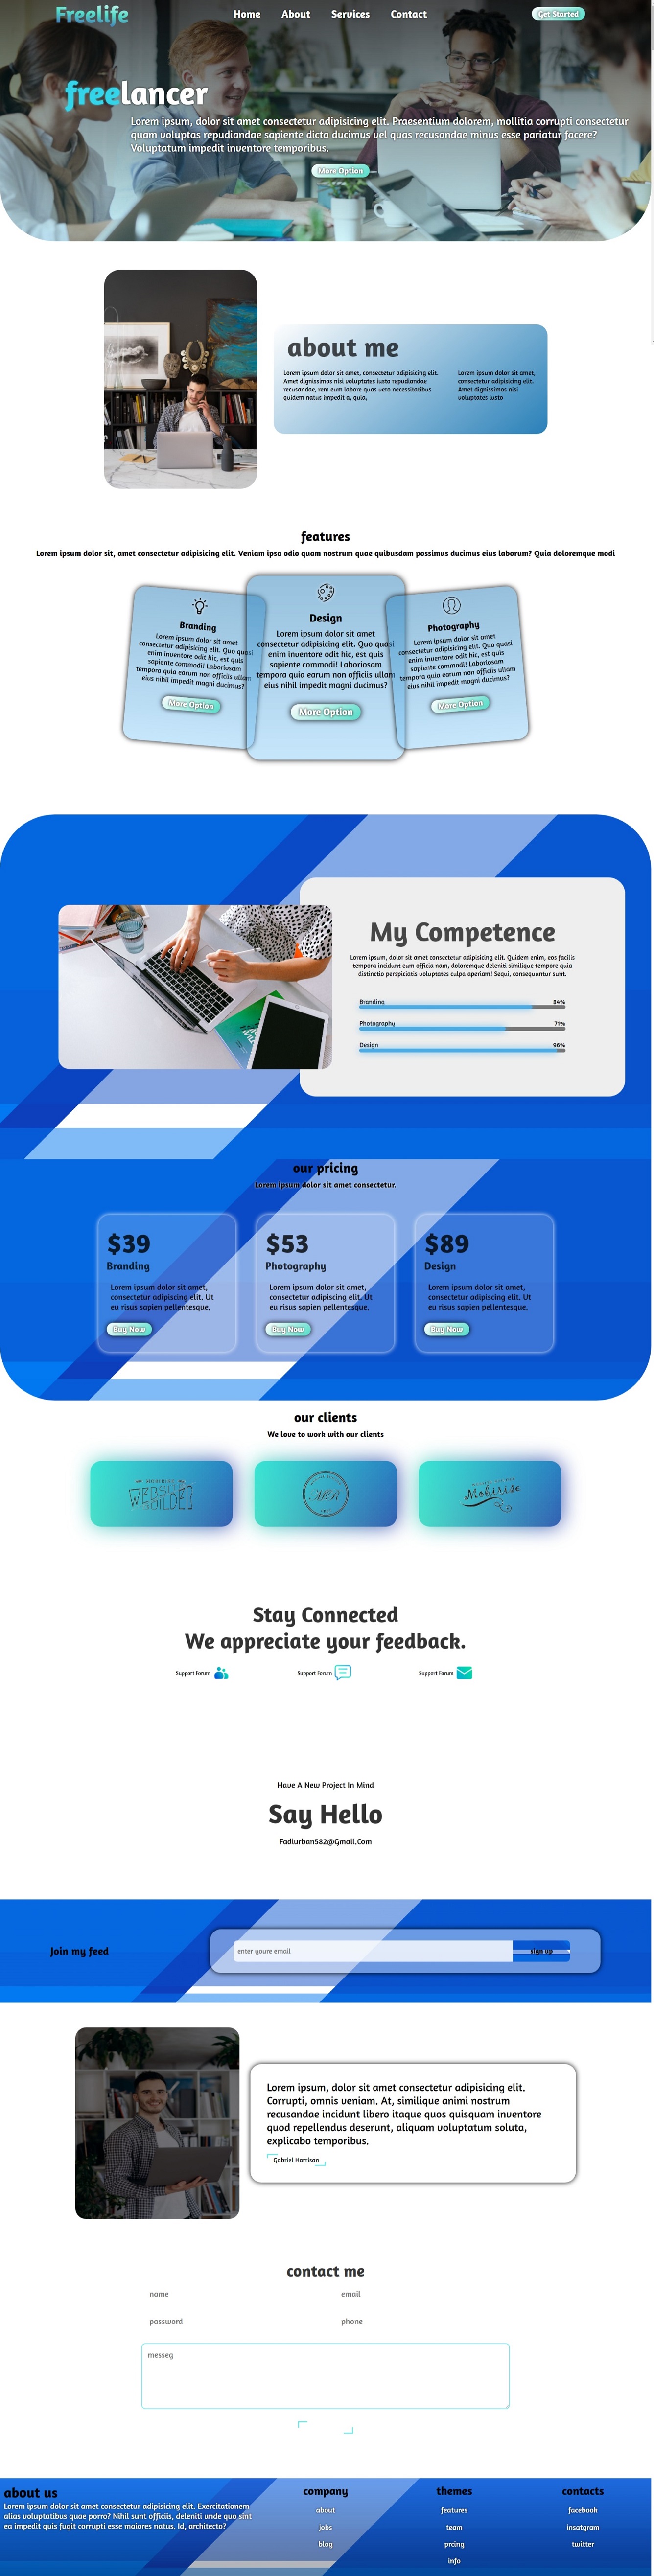 Freelife
Home About Services Contact
Get Started
freelancer
Lorem ipsum, dolor sit amet consectetur adipisicing elit. Praesentium dolorem, mollitia corrupti consectetur
quam voluptas repudiandae sapiente dicta ducimus vel quas recusandae minus esse pariatur facere?
Voluptatum impedit inventore temporibus.
More Option
about me
Lorem ipsum dolor sit amet, consectetur adipisicing elit.
Amet dignissimos nisi voluptates iusto repudiandae
recusandae, rem eum labore quas vero necessitatibus
quidem natus impedit a, quia,
Lorem ipsum dolor sit amet,
consectetur adipisicing elit.
Amet dignissimos nisi
voluptates iusto
features
Lorem ipsum dolor sit, amet consectetur adipisicing elit. Veniam ipsa odio quam nostrum quae quibusdam possimus ducimus eius laborum? Quia doloremque modi
Branding
Lorem ipsum dolor sit amet
consectetur adipisicing elit. Quo quasi
enim inventore odit hic, est quis
sapiente commodi! Laboriosam
tempora quia earum non officiis ullam
eius nihil impedit magni ducimus?
More Option
Design
Lorem ipsum dolor sit amet
consectetur adipisicing elit. Quo quasi
enim inventore odit hic, est quis
sapiente commodi! Laboriosam
tempora quia earum non officiis ullam
eius nihil impedit magni ducimus?
More Option
Photography
Lorem ipsum dolor sit amet
consectetur adipisicing elit. Quo quasi
enim inventore odit hic, est quis
sapiente commodi! Laboriosam
tempora quia earum non officiis ullam
eius nihil impedit magni ducimus?
More Option
My Competence
Lorem ipsum dolor sit amet, consectetur adipisicing elit. Quidem enim, eos facilis
tempora incidunt eum officia nam, doloremque deleniti similique tempore quia
distinctio perspiciatis voluptates culpa aperiam! Sequi, consequuntur sunt.
Branding 84%
Photography 71%
Design 96%
our pricing
Lorem ipsum dolor sit amet consectetur.
$39
Branding
Lorem ipsum dolor sit amet,
consectetur adipiscing elit. Ut
eu risus sapien pellentesque.
Buy Now
$53
Photography
Lorem ipsum dolor sit amet,
consectetur adipiscing elit. Ut
eu risus sapien pellentesque.
Buy Now
$89
Design
Lorem ipsum dolor sit amet,
consectetur adipiscing elit. Ut
eu risus sapien pellentesque.
Buy Now
our clients
We love to work with our clients
MOBIRISE
WEBSITE
BUILDER
Mobirise
Stay Connected
We appreciate your feedback.
Support Forum
Support Forum
Support Forum
Have A New Project In Mind
Say Hello
Fadiurban582@Gmail.Com
Join my feed
enter youre email
sign up
Lorem ipsum, dolor sit amet consectetur adipisicing elit.
Corrupti, omnis veniam. At, similique animi nostrum
recusandae incidunt libero itaque quos quisquam inventore
quod repellendus deserunt, aliquam voluptatum soluta,
explicabo temporibus.
Gabriel Harrison
contact me
name
email
password
phone
messeg
about us
Lorem ipsum dolor sit amet consectetur adipisicing elit. Exercitationem
alias voluptatibus quae porro? Nihil sunt officiis, deleniti unde quo sint
ea impedit quis fugit corrupti esse maiores natus. Id, architecto?
company
about
jobs
blog
themes
features
team
prcing
info
contacts
facebook
insatgram
twitter